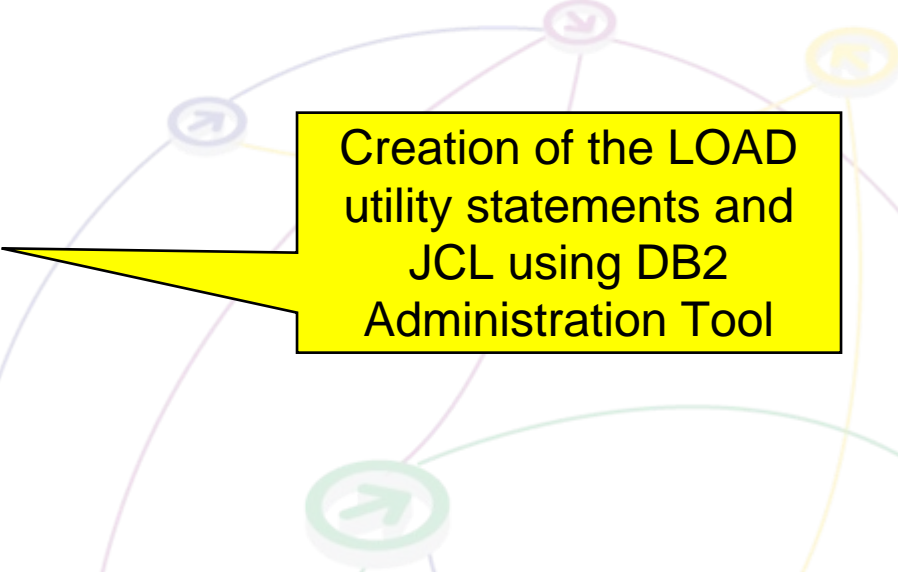 Creation of the LOAD
utility statements and
JCL using DB2
Administration Tool